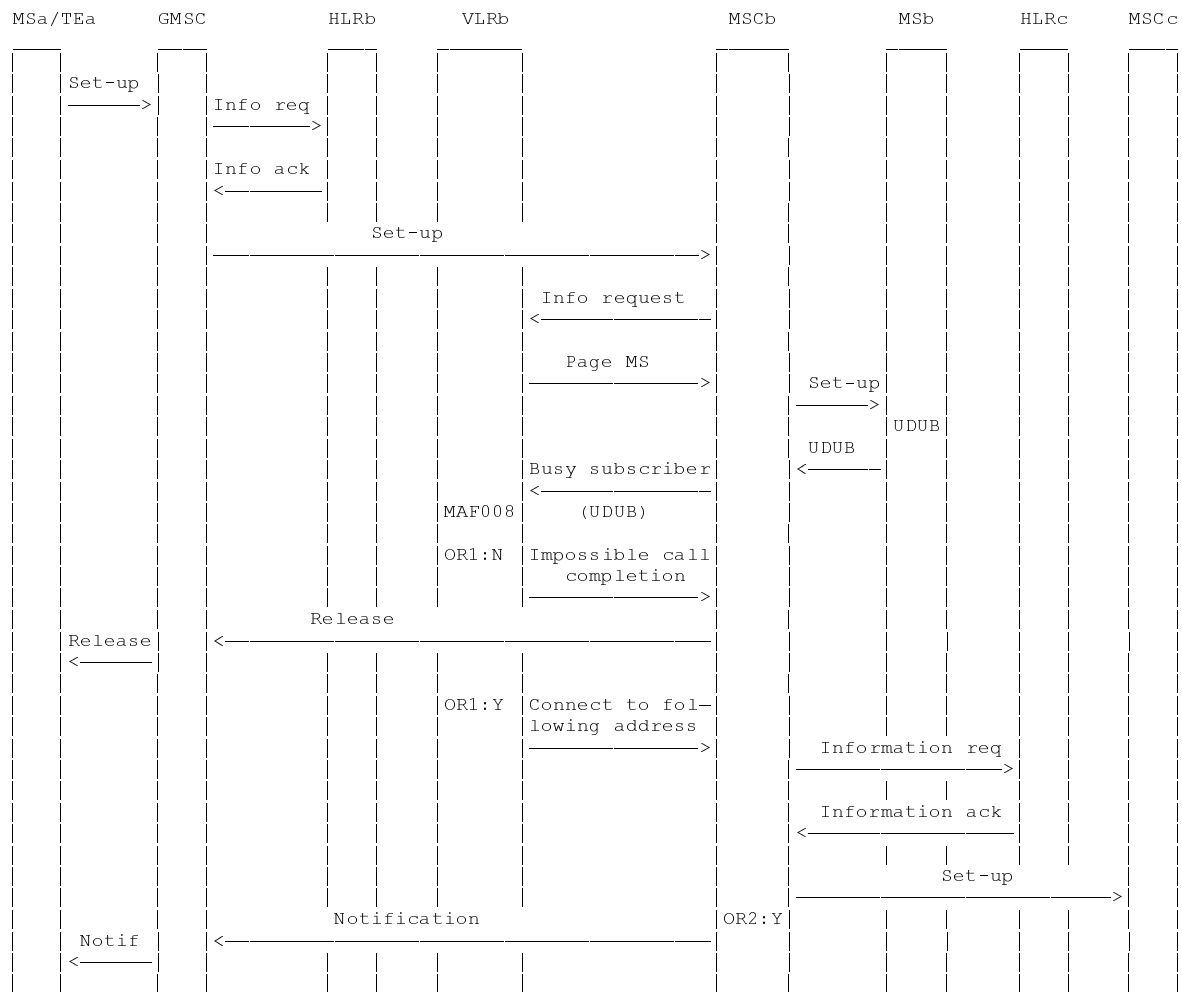 MSa/TEa GMSC HLRb VLRb MSCb MSb HLRc MSCc
Set-up
Info req
Info ack
Set-up
Info request
Page MS
Set-up
UDUB
UDUB
Busy subscriber
MAF008 (UDUB)
OR1:N Impossible call
completion
Release
Release
OR1:Y Connect to fol-
lowing address
Information req
Information ack
Set-up
Notification OR2:Y
Notif